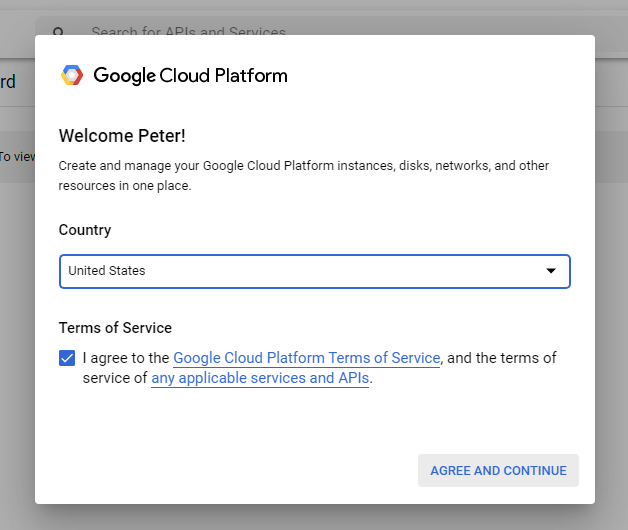 Search for APIs and Services
rd
Google Cloud Platform
Welcome Peter!
To view
Create and manage your Google Cloud Platform instances, disks, networks, and other
resources in one place.
Country
United States
Terms of Service
I agree to the Google Cloud Platform Terms of Service, and the terms of
service of any applicable services and APIs.
AGREE AND CONTINUE